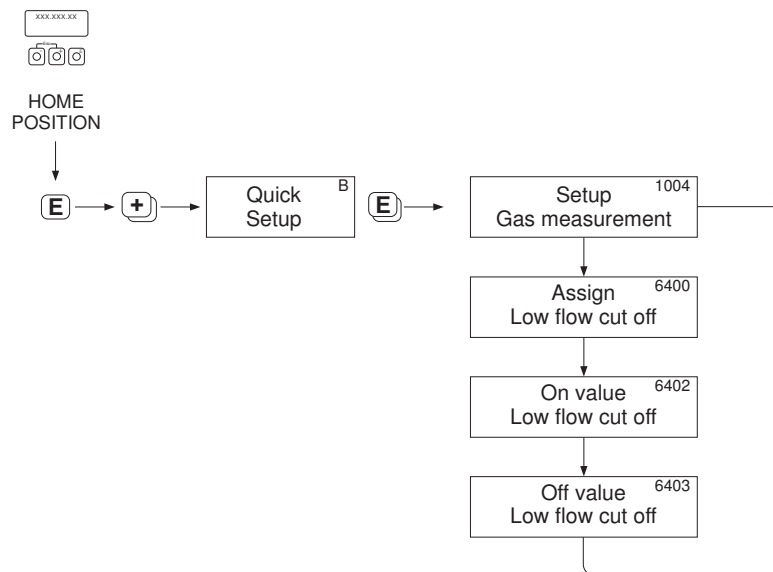 xxx.xxx.xx
Esc
HOME
POSITION
E
+
Quick
Setup
B
E
Setup
Gas measurement
1004
Assign
Low flow cut off
6400
On value
Low flow cut off
6402
Off value
Low flow cut off
6403